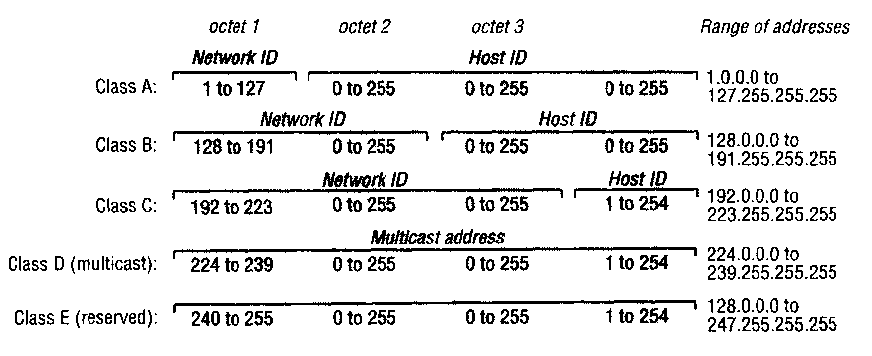 octet 1 octet 2 octet 3 Range of addresses
Network ID Host ID
Class A: 1 to 127 0 to 255 0 to 255 0 to 255 1.0.0.0 to
127.255.255.255
Network ID Host ID
Class B: 128 to 191 0 to 255 0 to 255 0 to 255 128.0.0.0 to
191.255.255.255
Network ID Host ID
Class C: 192 to 223 0 to 255 0 to 255 1 to 254 192.0.0.0 to
223.255.255.255
Multicast address
Class D (multicast): 224 to 239 0 to 255 0 to 255 1 to 254 224.0.0.0 to
239.255.255.255
Class E (reserved): 240 to 255 0 to 255 0 to 255 1 to 254 128.0.0.0 to
247.255.255.255